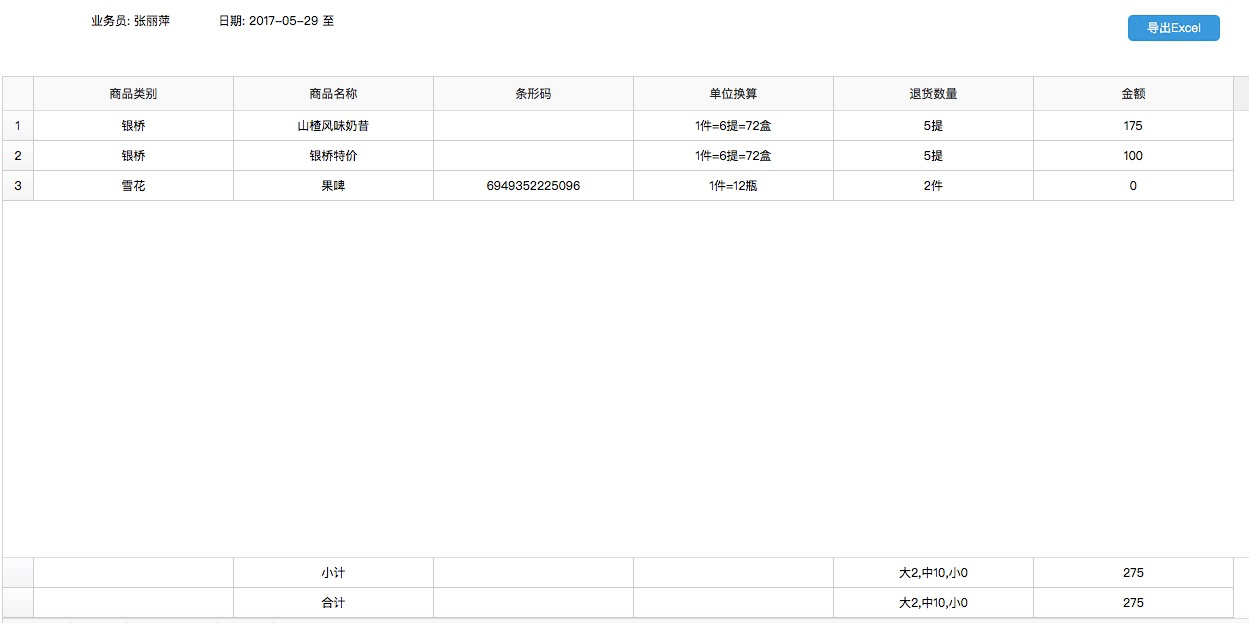 业务员: 张丽萍 日期: 2017-05-29 至
导出Excel
商品类别 商品名称 条形码 单位换算 退货数量 金额
1 银桥 山楂风味奶昔 1件=6提=72盒 5提 175
2 银桥 银桥特价 1件=6提=72盒 5提 100
3 雪花 果啤 6949352225096 1件=12瓶 2件 0
小计 大2,中10,小0 275
合计 大2,中10,小0 275